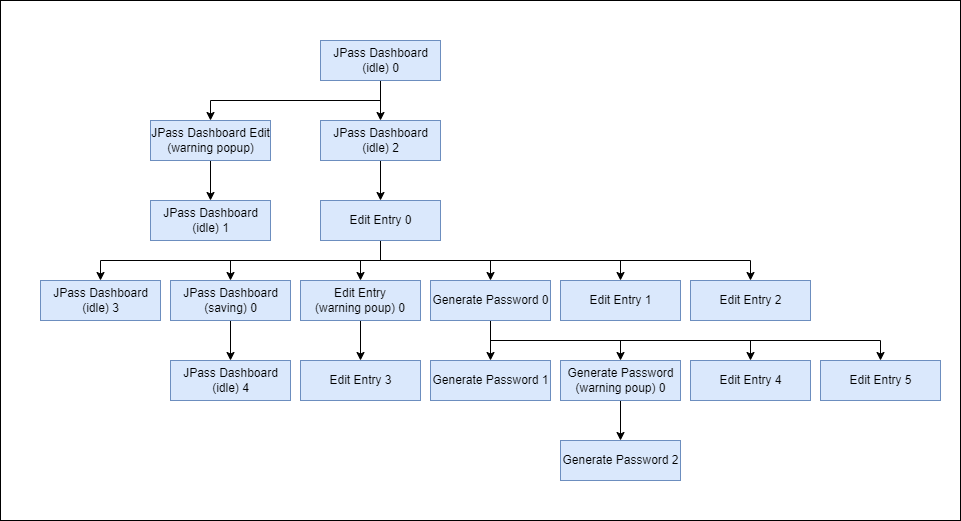 JPass Dashboard
(idle) 0
JPass Dashboard Edit
(warning popup)
JPass Dashboard
(idle) 2
JPass Dashboard
(idle) 1
Edit Entry 0
JPass Dashboard
(idle) 3
JPass Dashboard
(saving) 0
Edit Entry
(warning poup) 0
Generate Password 0
Edit Entry 1
Edit Entry 2
JPass Dashboard
(idle) 4
Edit Entry 3
Generate Password 1
Generate Password
(warning poup) 0
Edit Entry 4
Edit Entry 5
Generate Password 2